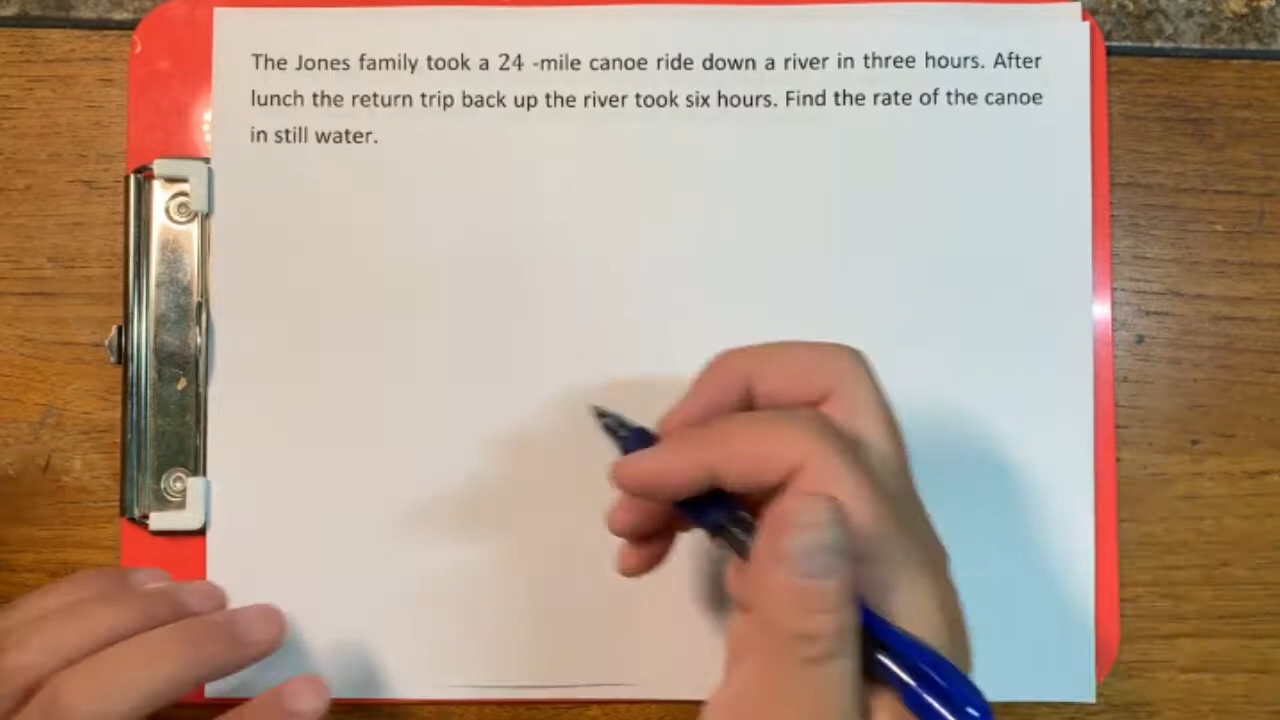 The Jones family took a 24 -mile canoe ride down a river in three hours. After
lunch the return trip back up the river took six hours. Find the rate of the canoe
in still water.